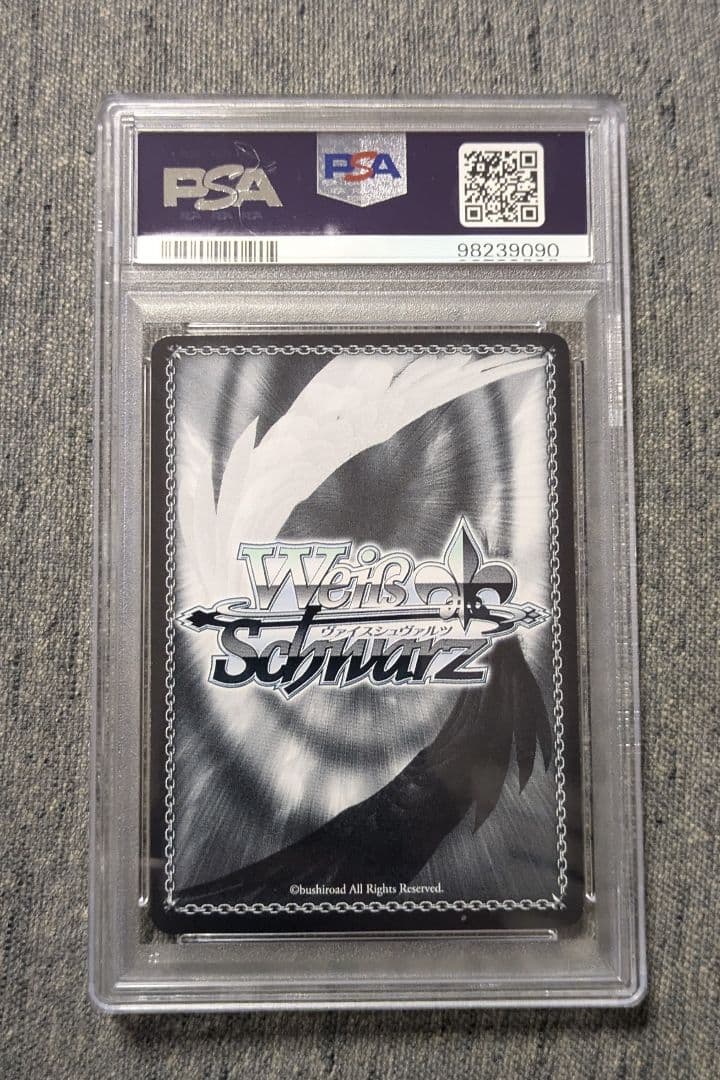 PSA
PSA
98239090
Weiß
ヴァイスシュヴァルツ
Schwarz
©bushiroad All Rights Reserved.